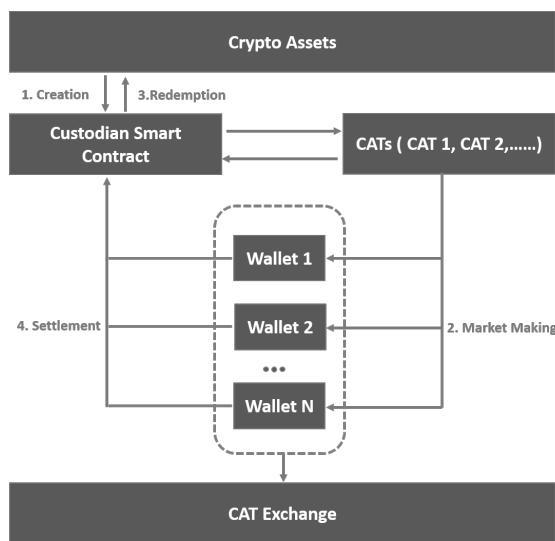 Crypto Assets
1. Creation
3.Redemption
Custodian Smart
Contract
CATs ( CAT 1, CAT 2,......)
Wallet 1
4. Settlement
Wallet 2
2. Market Making
...
Wallet N
CAT Exchange